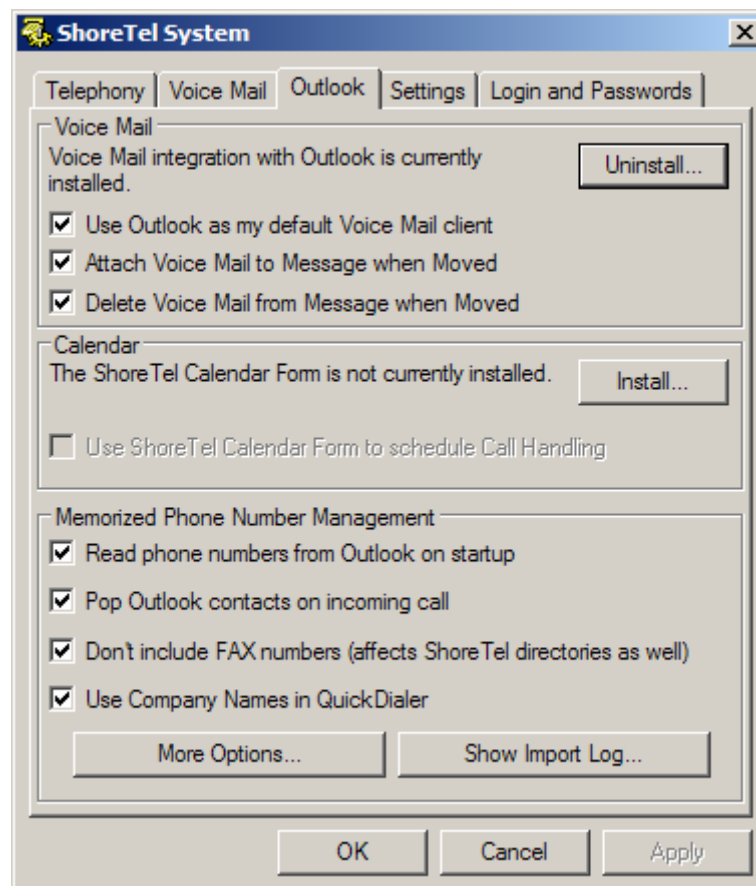 ShoreTel System
Telephony Voice Mail Outlook Settings Login and Passwords
Voice Mail
Voice Mail integration with Outlook is currently
installed.
Uninstall...
Use Outlook as my default Voice Mail client
Attach Voice Mail to Message when Moved
Delete Voice Mail from Message when Moved
Calendar
The ShoreTel Calendar Form is not currently installed.
Install...
Use ShoreTel Calendar Form to schedule Call Handling
Memorized Phone Number Management
Read phone numbers from Outlook on startup
Pop Outlook contacts on incoming call
Don't include FAX numbers (affects ShoreTel directories as well)
Use Company Names in QuickDialer
More Options... Show Import Log...
OK Cancel Apply